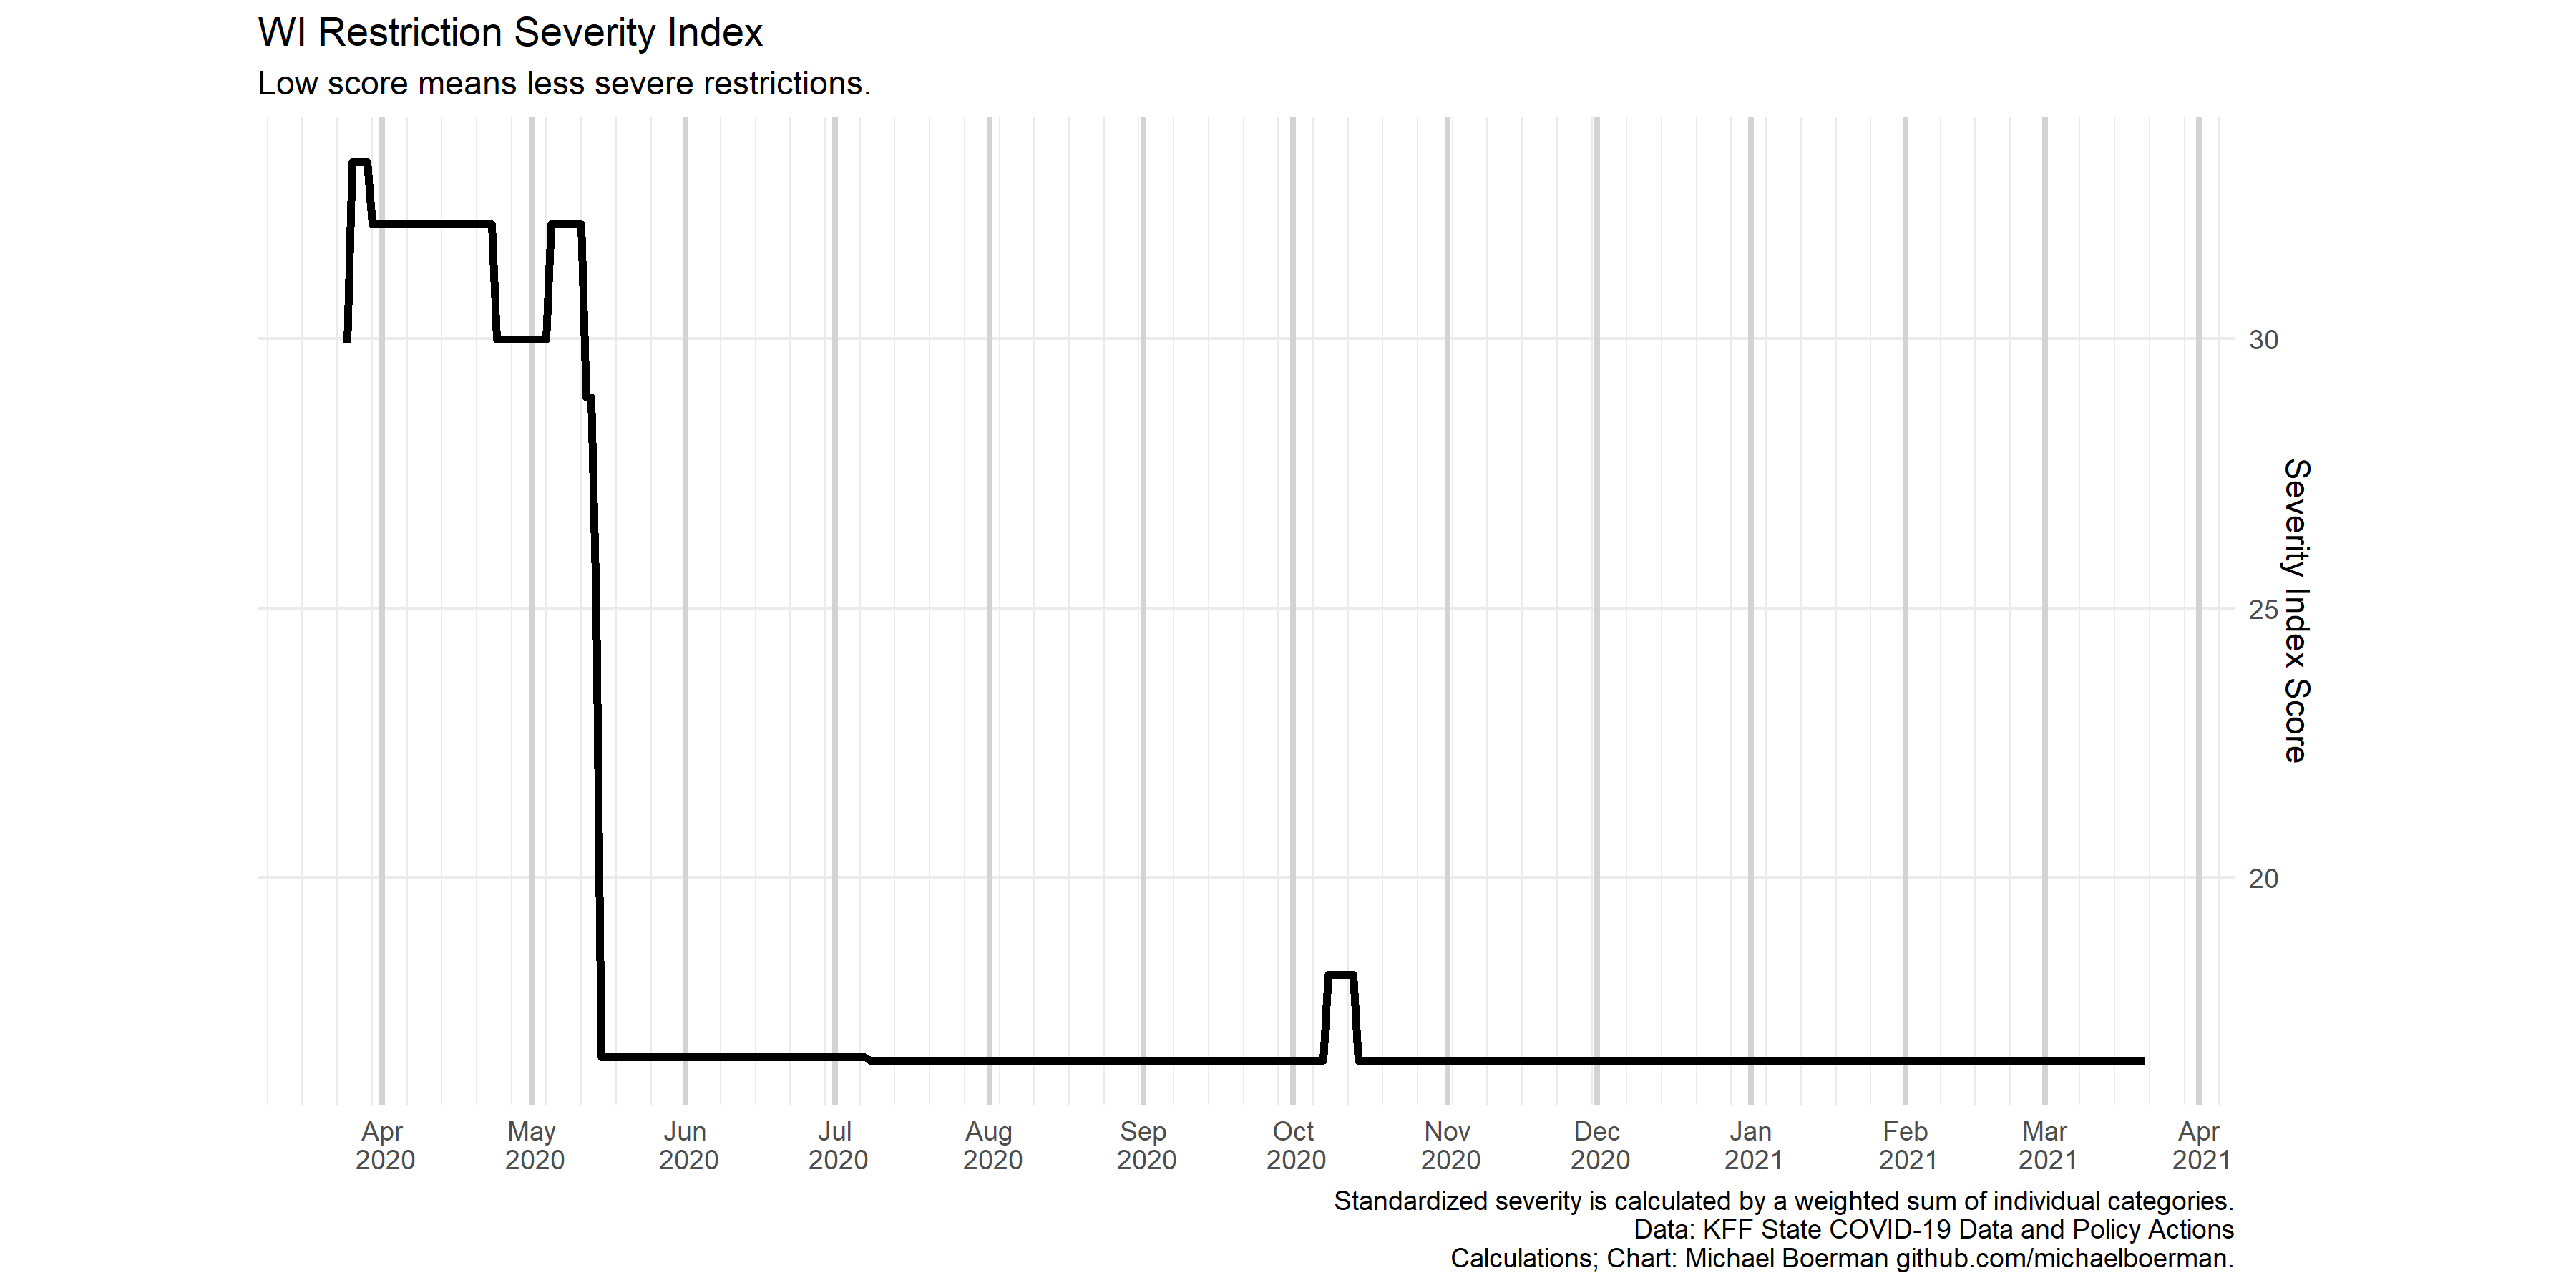 WI Restriction Severity Index
Low score means less severe restrictions.
30
25
20
Severity Index Score
Apr
2020
May
2020
Jun
2020
Jul
2020
Aug
2020
Sep
2020
Oct
2020
Nov
2020
Dec
2020
Jan
2021
Feb
2021
Mar
2021
Apr
2021
Standardized severity is calculated by a weighted sum of individual categories.
Data: KFF State COVID-19 Data and Policy Actions
Calculations; Chart: Michael Boerman github.com/michaelboerman.